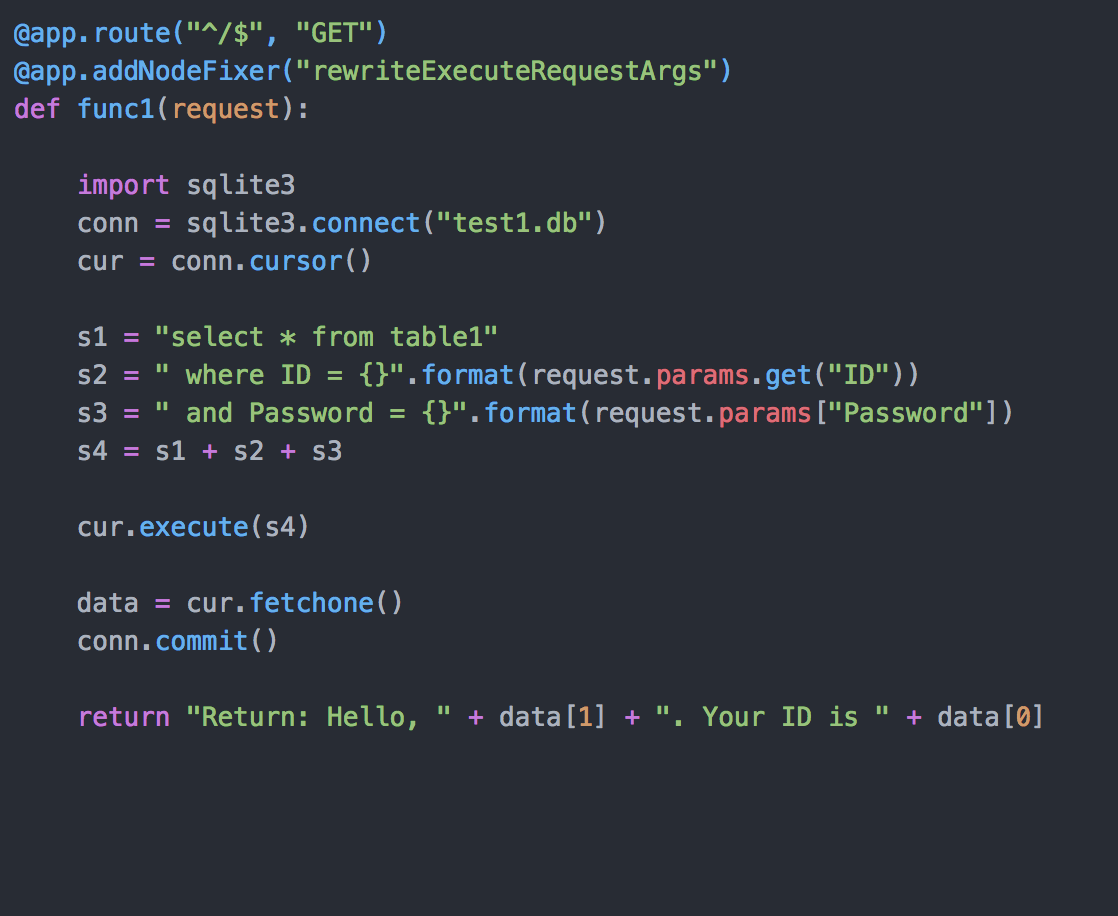 @app.route("^/$", "GET")
@app.addNodeFixer("rewriteExecuteRequestArgs")
def func1(request):
import sqlite3
conn = sqlite3.connect("test1.db")
cur = conn.cursor()
s1 = "select * from table1"
s2 = " where ID = {}".format(request.params.get("ID"))
s3 = " and Password = {}".format(request.params["Password"])
s4 = s1 + s2 + s3
cur.execute(s4)
data = cur.fetchone()
conn.commit()
return "Return: Hello, " + data[1] + ". Your ID is " + data[0]